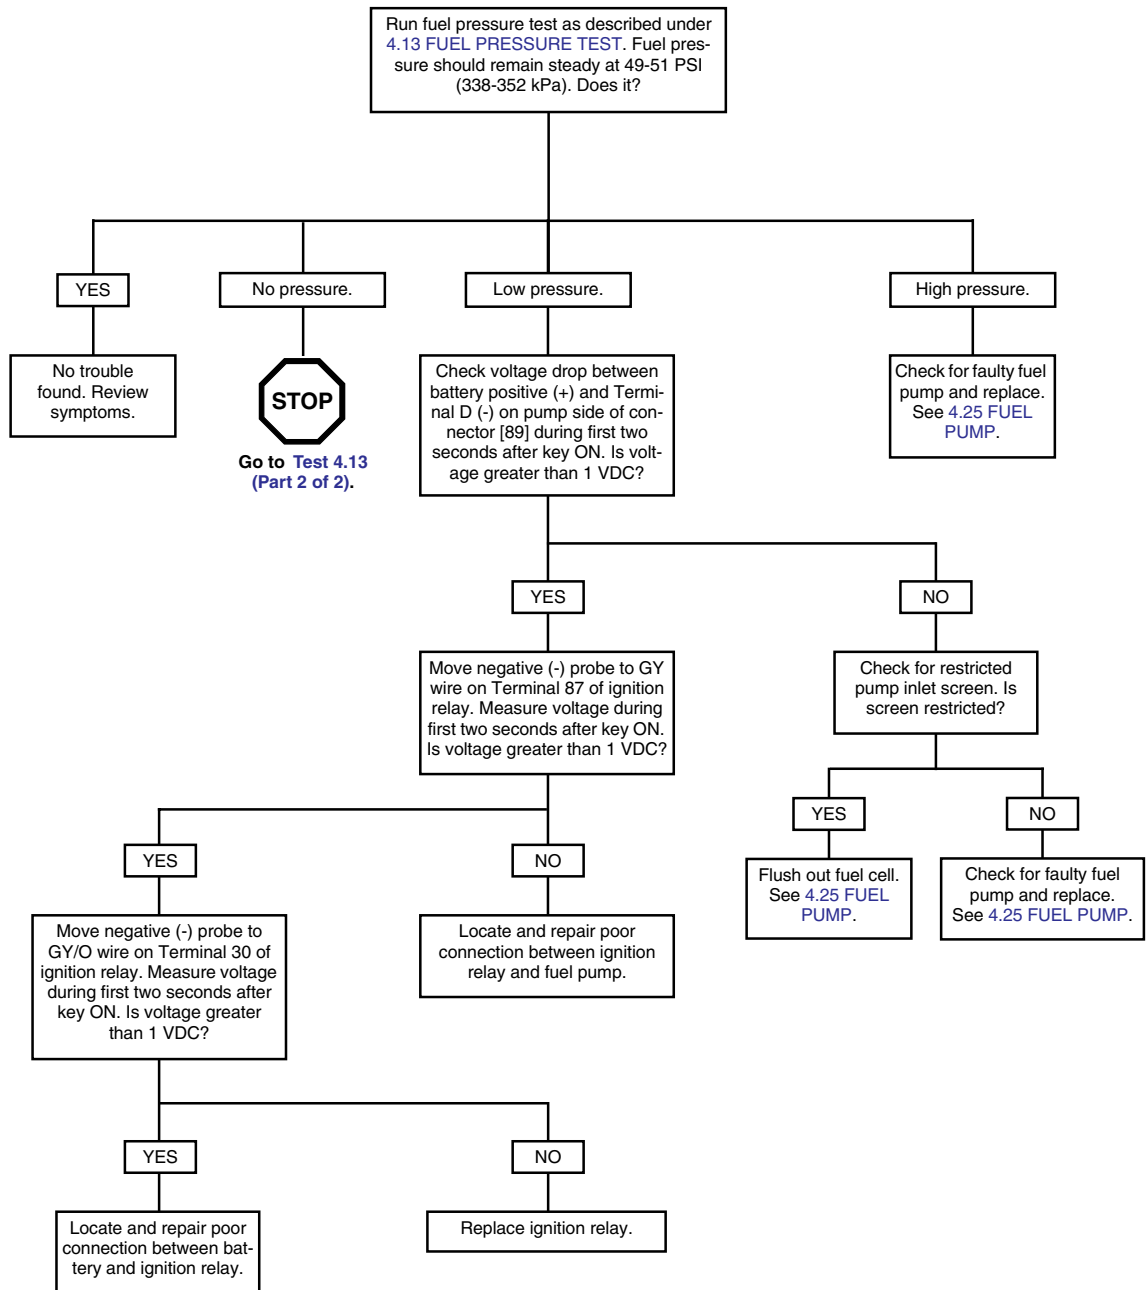 Run fuel pressure test as described under
4.13 FUEL PRESSURE TEST. Fuel pres-
sure should remain steady at 49-51 PSI
(338-352 kPa). Does it?
YES
No pressure.
Low pressure.
High pressure.
No trouble
found. Review
symptoms.
STOP
Go to Test 4.13
(Part 2 of 2).
Check voltage drop between
battery positive (+) and Termi-
nal D (-) on pump side of con-
nector [89] during first two
seconds after key ON. Is volt-
age greater than 1 VDC?
Check for faulty fuel
pump and replace.
See 4.25 FUEL
PUMP.
YES
NO
Move negative (-) probe to GY
wire on Terminal 87 of ignition
relay. Measure voltage during
first two seconds after key ON.
Is voltage greater than 1 VDC?
Check for restricted
pump inlet screen. Is
screen restricted?
YES
NO
YES
NO
Flush out fuel cell.
See 4.25 FUEL
PUMP.
Check for faulty fuel
pump and replace.
See 4.25 FUEL PUMP.
Move negative (-) probe to
GY/O wire on Terminal 30 of
ignition relay. Measure voltage
during first two seconds after
key ON. Is voltage greater
than 1 VDC?
Locate and repair poor
connection between ignition
relay and fuel pump.
YES
NO
Locate and repair poor
connection between bat-
tery and ignition relay.
Replace ignition relay.